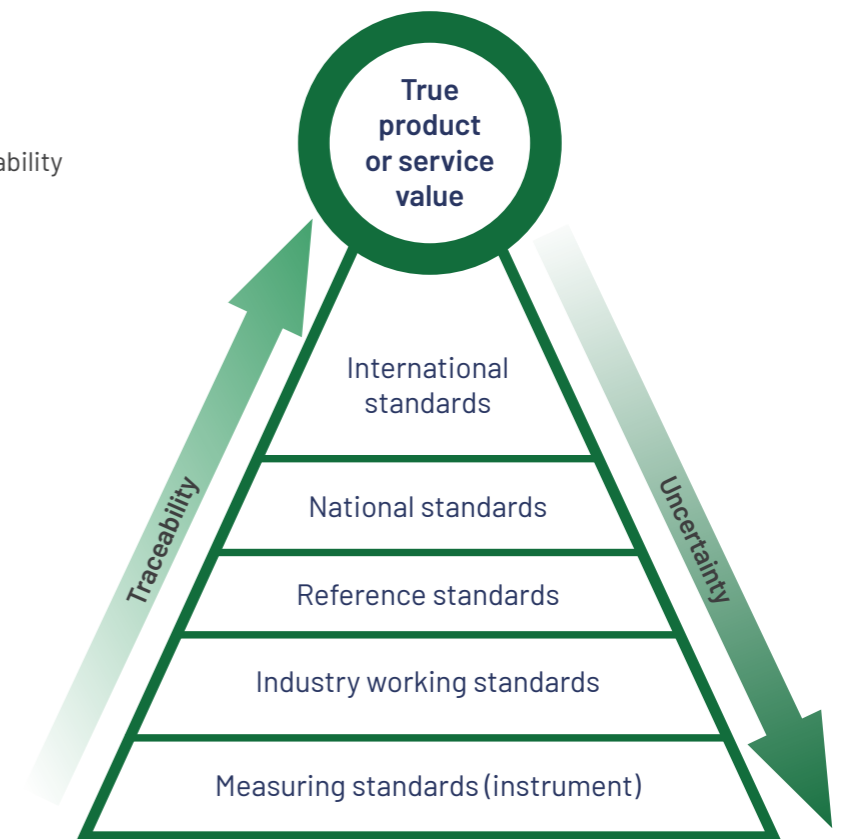 True
product
or service
value
ability
International
standards
National standards
Traceability
Uncertainty
Reference standards
Industry working standards
Measuring standards (instrument)